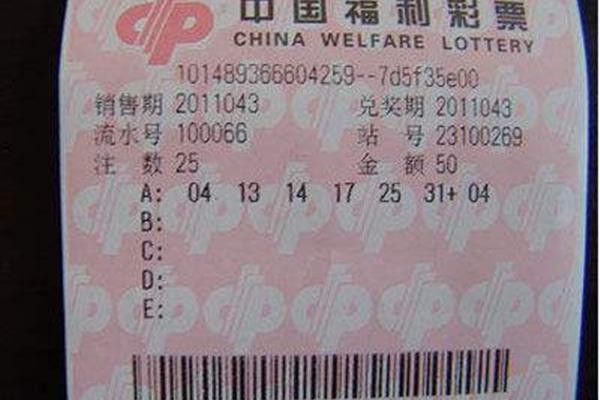 中国福利彩票
CHINA WELFARE LOTTERY
101489366604259--7d5f35e00
销售期 2011043 兑奖期 2011043
流水号 100066 站 号 23100269
注 数 25 金 额 50
A: 04 13 14 17 25 31+ 04
B:
C:
D:
E: